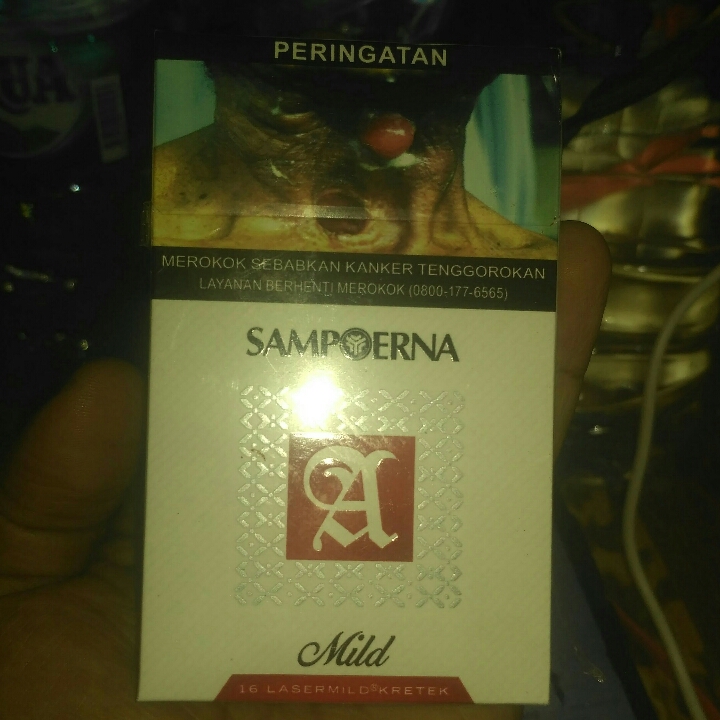 PERINGATAN
MEROKOK SEBABKAN KANKER TENGGOROKAN
LAYANAN BERHENTI MEROKOK (0800-177-6565)
SAMPOERNA
A
Mild
16 LASERMILD® KRETEK